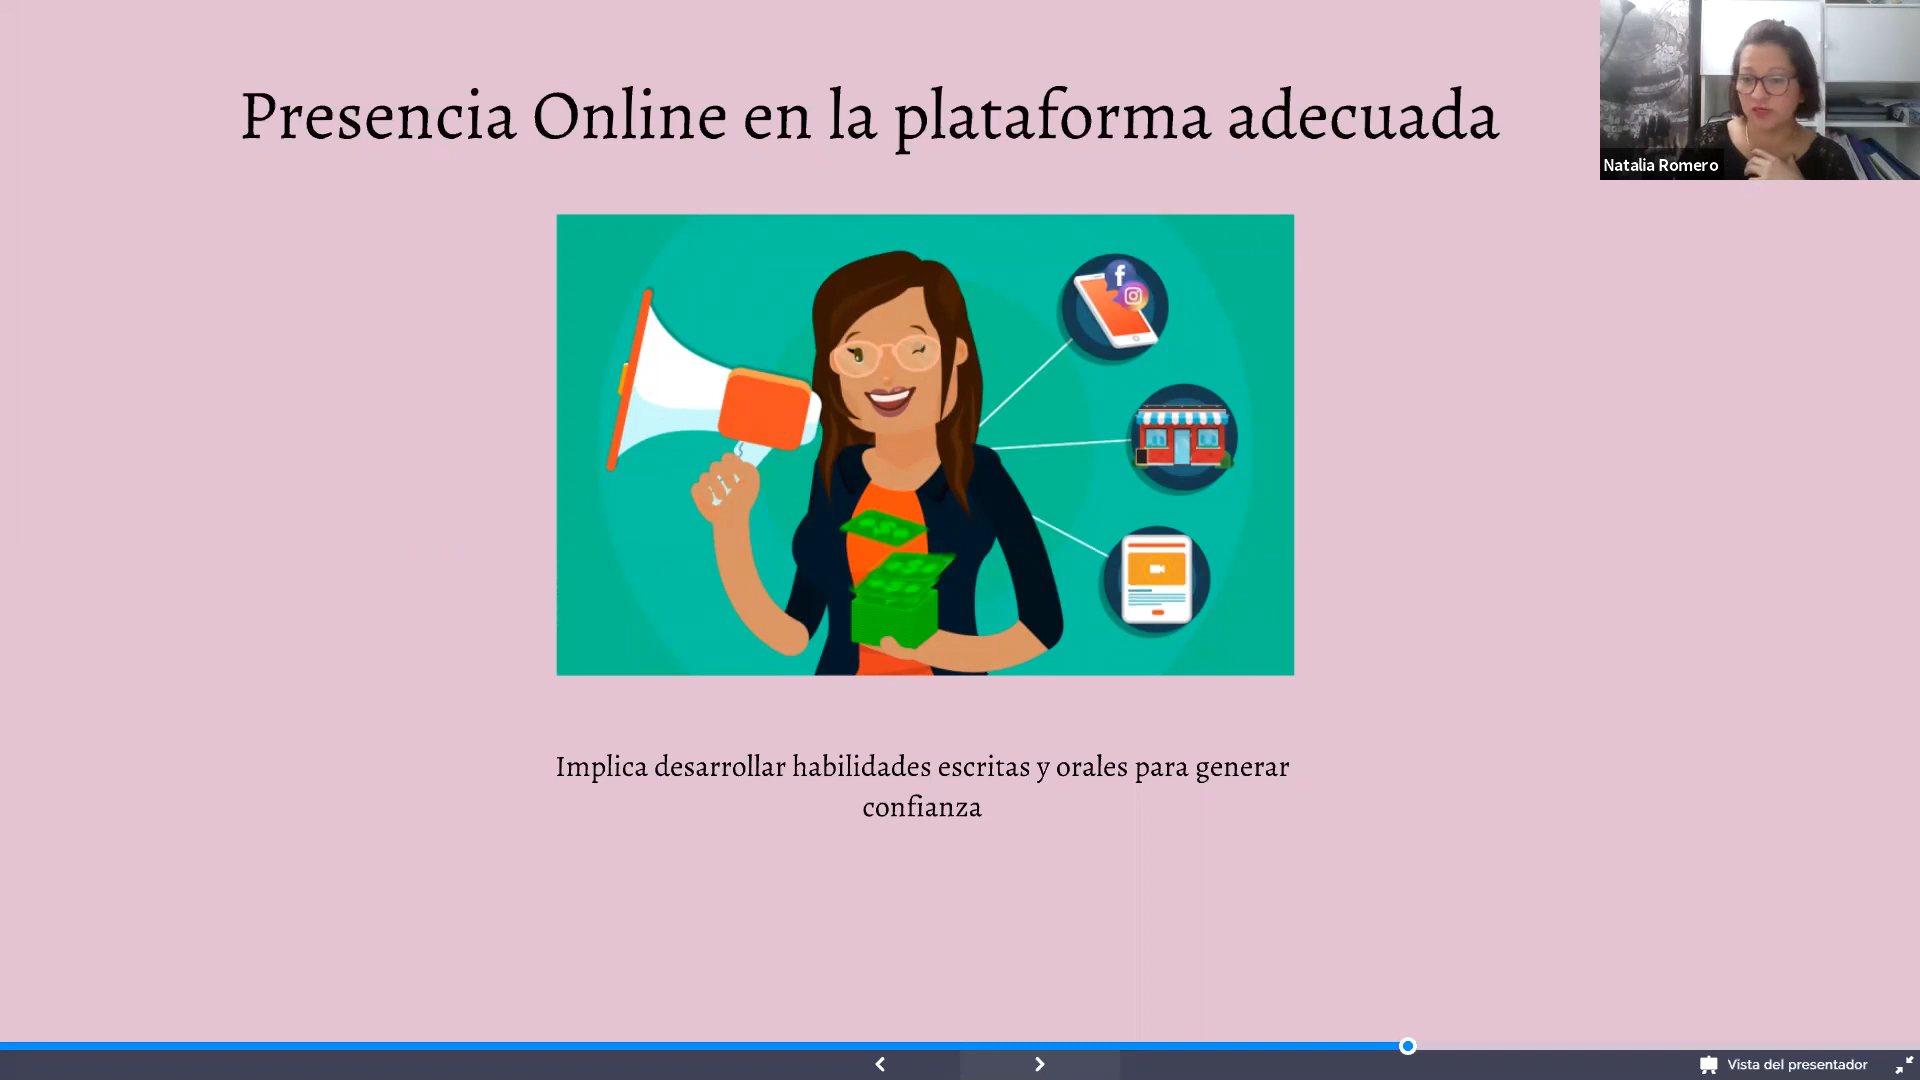 Presencia Online en la plataforma adecuada
Natalia Romero
f
Implica desarrollar habilidades escritas y orales para generar
confianza
Vista del presentador